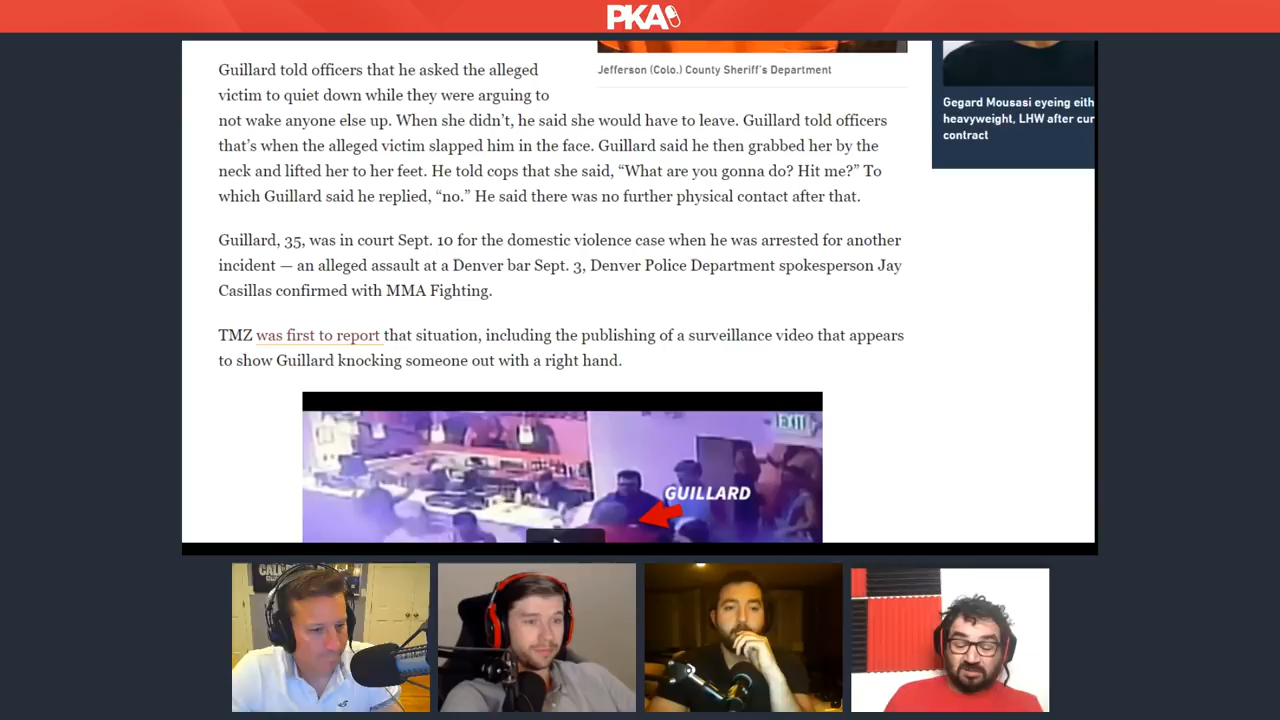 PKA
Guillard told officers that he asked the alleged
victim to quiet down while they were arguing to
not wake anyone else up. When she didn’t, he said she would have to leave. Guillard told officers
that’s when the alleged victim slapped him in the face. Guillard said he then grabbed her by the
neck and lifted her to her feet. He told cops that she said, “What are you gonna do? Hit me?” To
which Guillard said he replied, “no.” He said there was no further physical contact after that.
Jefferson (Colo.) County Sheriff’s Department
Gegard Mousasi eyeing eith
heavyweight, LHW after cur
contract
Guillard, 35, was in court Sept. 10 for the domestic violence case when he was arrested for another
incident — an alleged assault at a Denver bar Sept. 3, Denver Police Department spokesperson Jay
Casillas confirmed with MMA Fighting.
TMZ was first to report that situation, including the publishing of a surveillance video that appears
to show Guillard knocking someone out with a right hand.
EXIT
GUILLARD